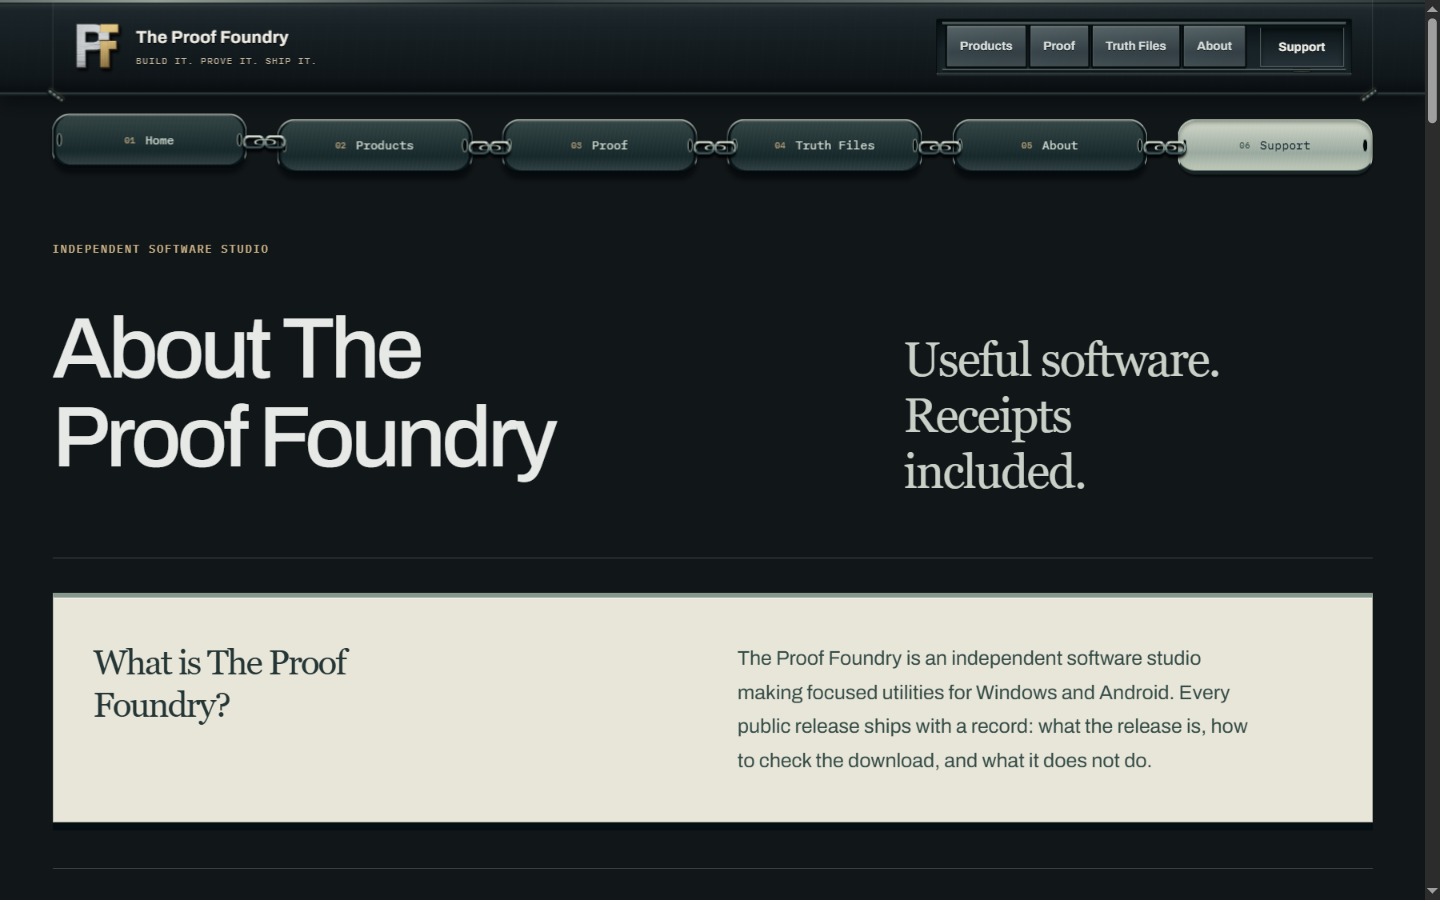 The Proof Foundry
BUILD IT. PROVE IT. SHIP IT.
Products
Proof
Truth Files
About
Support
01 Home
02 Products
03 Proof
04 Truth Files
05 About
06 Support
INDEPENDENT SOFTWARE STUDIO
About The
Proof Foundry
Useful software.
Receipts
included.
What is The Proof
Foundry?
The Proof Foundry is an independent software studio
making focused utilities for Windows and Android. Every
public release ships with a record: what the release is, how
to check the download, and what it does not do.